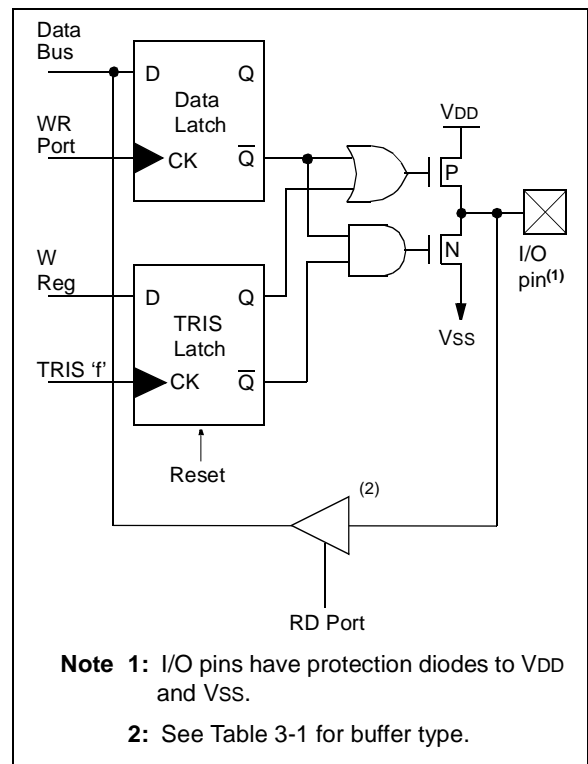 Data
Bus
D
Q
Data
Latch
WR
Port
CK
Q
VDD
P
N
I/O
pin(1)
VSS
W
Reg
D
Q
TRIS
Latch
TRIS 'f'
CK
Q
Reset
(2)
RD Port
Note 1: I/O pins have protection diodes to VDD
and VSS.
2: See Table 3-1 for buffer type.